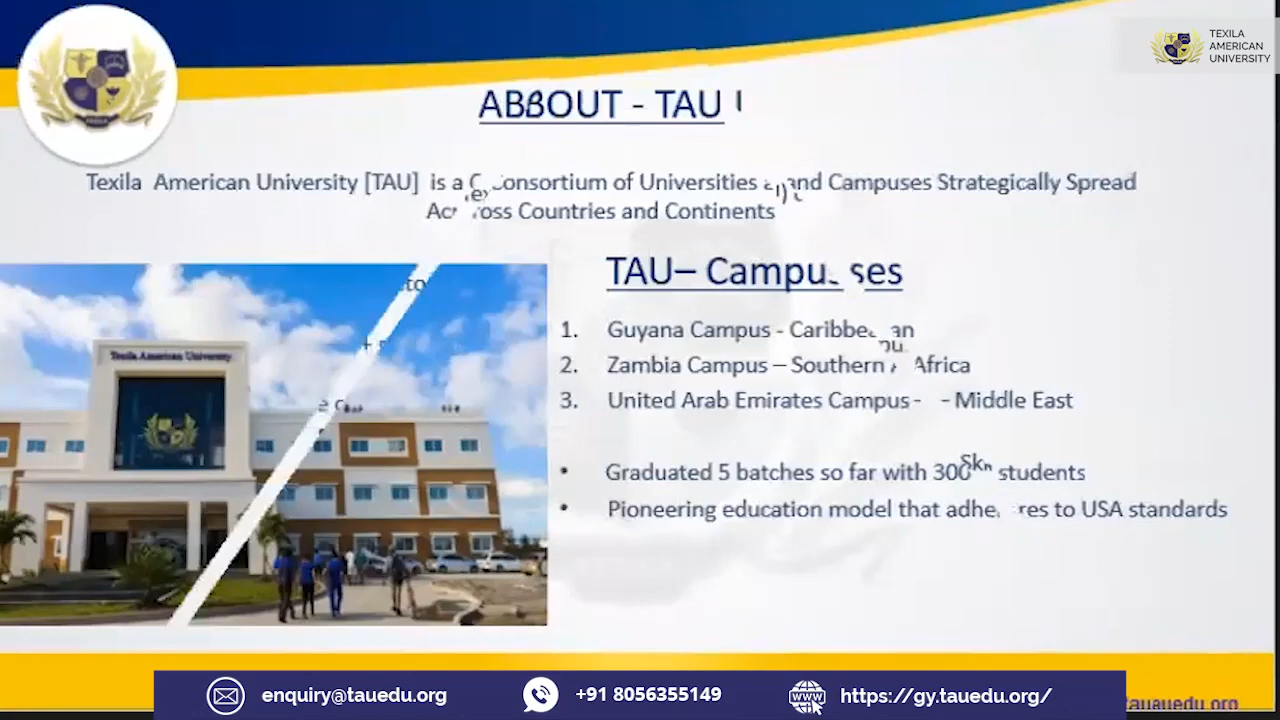 TEXILA
AMERICAN
UNIVERSITY
ABOUT - TAU
Texila American University [TAU] is a Consortium of Universities and Campuses Strategically Spread
Across Countries and Continents
Texila American University
TAU– Campuses
1. Guyana Campus - Caribbean
2. Zambia Campus – Southern Africa
3. United Arab Emirates Campus - - Middle East
• Graduated 5 batches so far with 300 students
• Pioneering education model that adheres to USA standards
enquiry@tauedu.org
+91 8056355149
https://gy.tauedu.org/